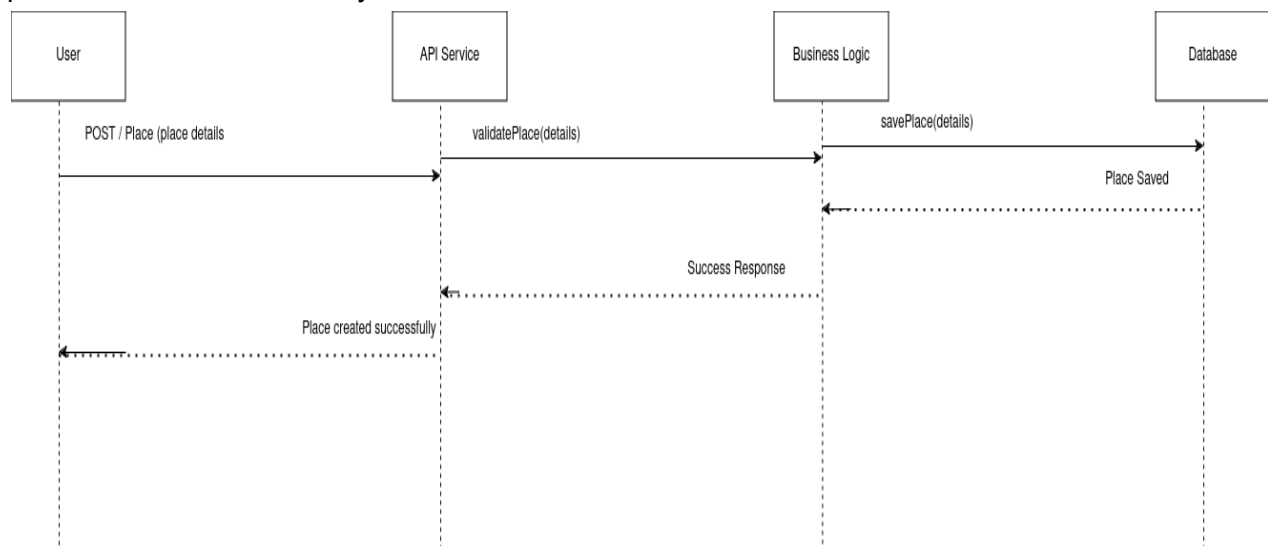 User
API Service
Business Logic
Database
POST / Place (place details
validatePlace(details)
savePlace(details)
Place Saved
Success Response
Place created successfully